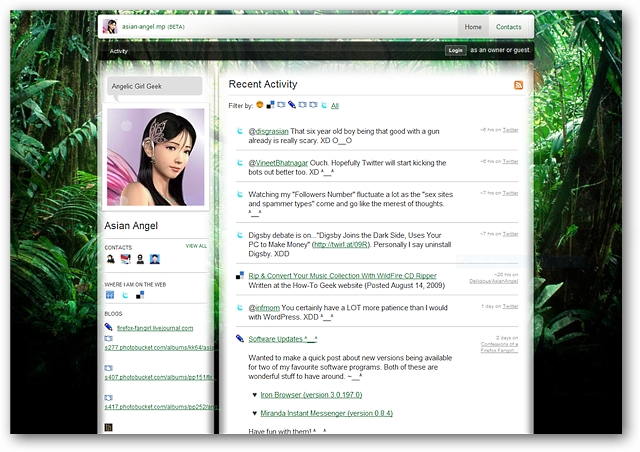 asian-angel.mp (BETA)
Home
Contacts
Activity
Login as an owner or guest
Angelic Girl Geek
Asian Angel
CONTACTS
VIEW ALL
WHERE I AM ON THE WEB
BLOGS
firefox-fangirl.livejournal.com
s277.photobucket.com/albums/kk64/asia
s407.photobucket.com/albums/pp151/fir
s417.photobucket.com/albums/pp252/an
Recent Activity
Filter by:
All
@disgrasian That six year old boy being that good with a gun
already is really scary. XD O__O
~6 hrs on Twitter
@VineetBhatnagar Ouch. Hopefully Twitter will start kicking the
bots out better too. XD ^__^
~6 hrs on Twitter
Watching my "Followers Number" fluctuate a lot as the "sex sites
and spammer types" come and go like the merest of thoughts.
^__^
~7 hrs on Twitter
Digsby debate is on..."Digsby Joins the Dark Side, Uses Your
PC to Make Money" (http://twirl.at/09R). Personally I say uninstall
Digsby. XDD
~7 hrs on Twitter
Rip & Convert Your Music Collection With WildFire CD Ripper
Written at the How-To Geek website {Posted August 14, 2009}
~20 hrs on
Delicious/AsianAngel
@infmom You certainly have a LOT more patience than I would
with WordPress. XDD ^__^
1 day on Twitter
Software Updates ^__^
2 days on
Confessions of a
Firefox Fangirl...
Wanted to make a quick post about new versions being available
for two of my favourite software programs. Both of these are
wonderful stuff to have around. ~__^
♥ Iron Browser (version 3.0.197.0)
♥ Miranda Instant Messenger (version 0.8.4)
Have fun with them! ^__^